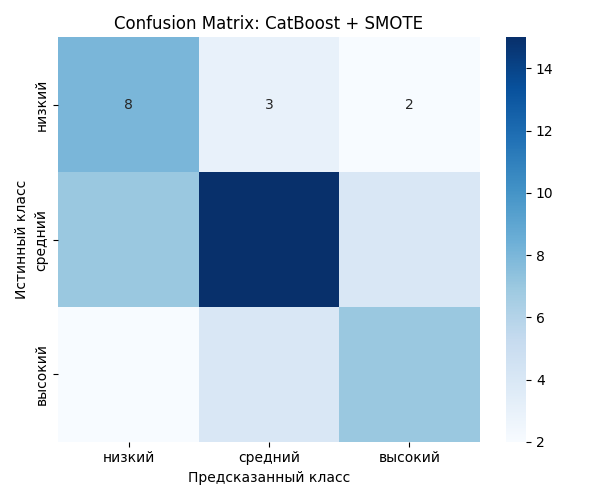 Confusion Matrix: CatBoost + SMOTE
Истинный класс
низкий
средний
высокий
8 3 2
низкий средний высокий
Предсказанный класс
14
12
10
8
6
4
2